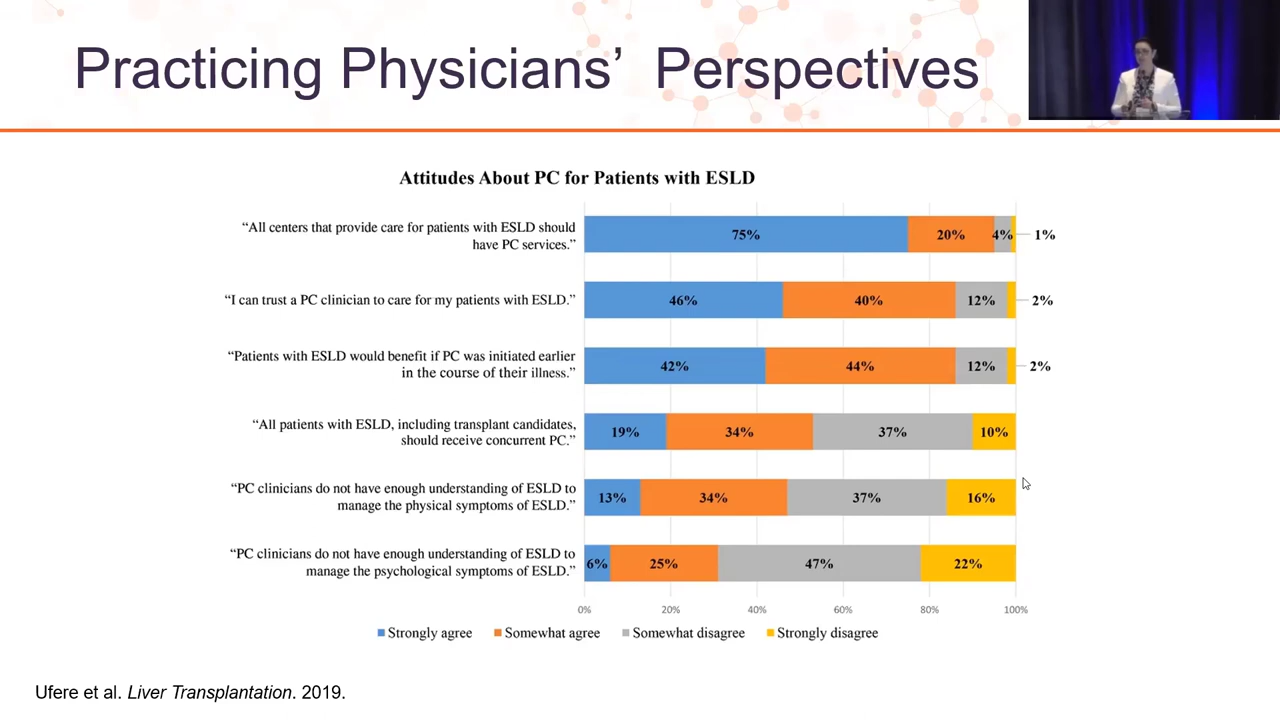 Practicing Physicians’ Perspectives
Attitudes About PC for Patients with ESLD
“All centers that provide care for patients with ESLD should
have PC services.”
75% 20% 4% 1%
“I can trust a PC clinician to care for my patients with ESLD.”
46% 40% 12% 2%
“Patients with ESLD would benefit if PC was initiated earlier
in the course of their illness.”
42% 44% 12% 2%
“All patients with ESLD, including transplant candidates,
should receive concurrent PC.”
19% 34% 37% 10%
“PC clinicians do not have enough understanding of ESLD to
manage the physical symptoms of ESLD.”
13% 34% 37% 16%
“PC clinicians do not have enough understanding of ESLD to
manage the psychological symptoms of ESLD.”
6% 25% 47% 22%
0% 20% 40% 60% 80% 100%
Strongly agree Somewhat agree Somewhat disagree Strongly disagree
Ufere et al. Liver Transplantation. 2019.